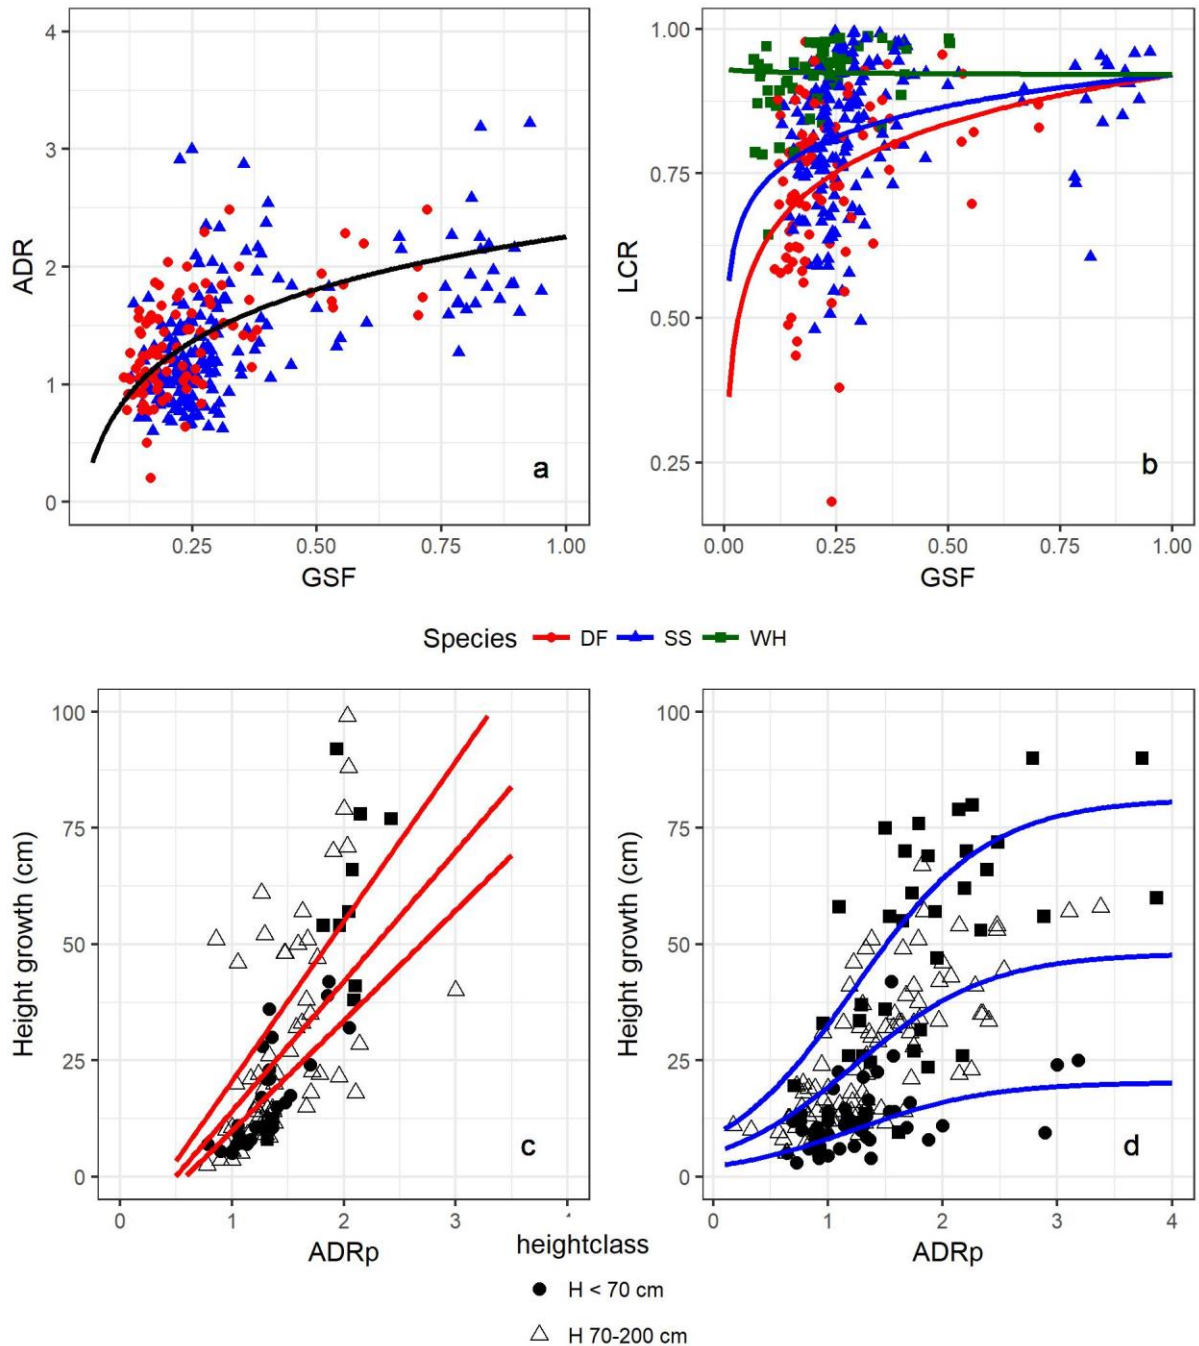 4
3
2
1
0
ADR
0.25 0.50 0.75 1.00
GSF
a
1.00
0.75
0.50
0.25
LCR
0.00 0.25 0.50 0.75 1.00
GSF
b
Species DF SS WH
100
75
50
25
0
Height growth (cm)
0 1 2 3
ADRp
c
100
75
50
25
0
Height growth (cm)
0 1 2 3 4
ADRp
d
heightclass
H < 70 cm
H 70-200 cm